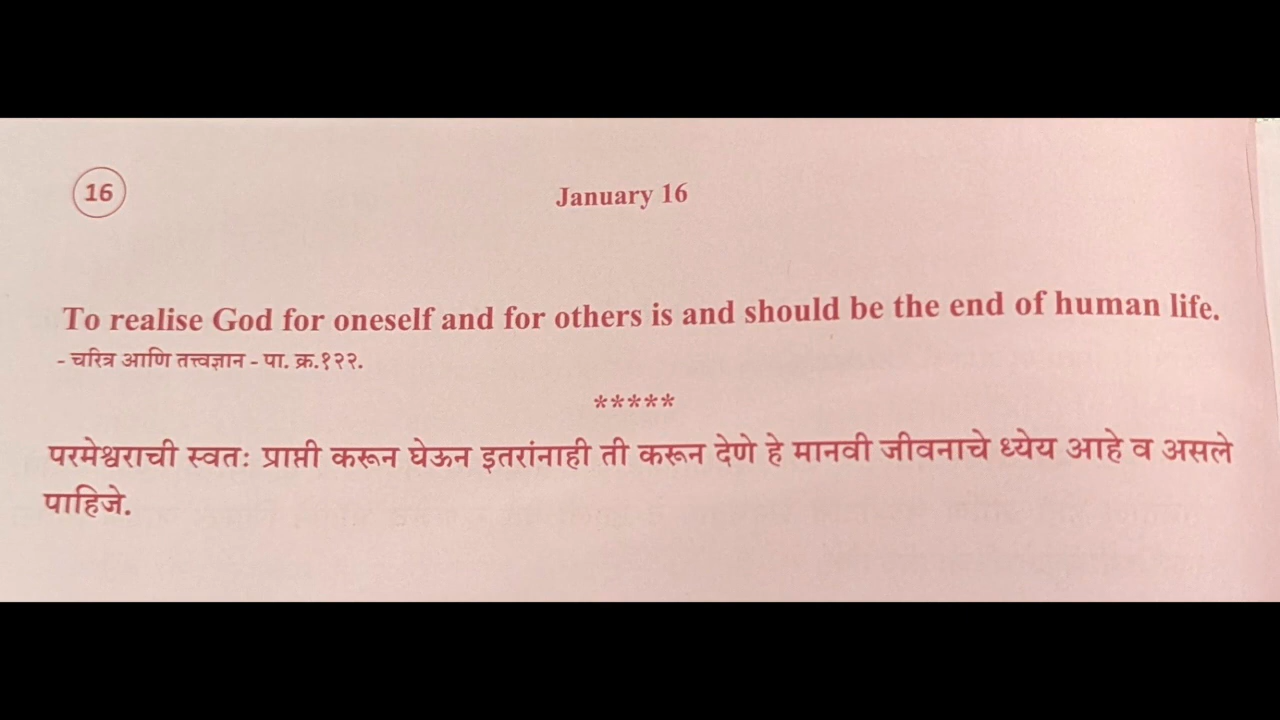 16
January 16
To realise God for oneself and for others is and should be the end of human life.
- चरित्र आणि तत्त्वज्ञान - पा. क्र.१२२.
*****
परमेश्वराची स्वतः प्राप्ती करून घेऊन इतरांनाही ती करून देणे हे मानवी जीवनाचे ध्येय आहे व असले
पाहिजे.